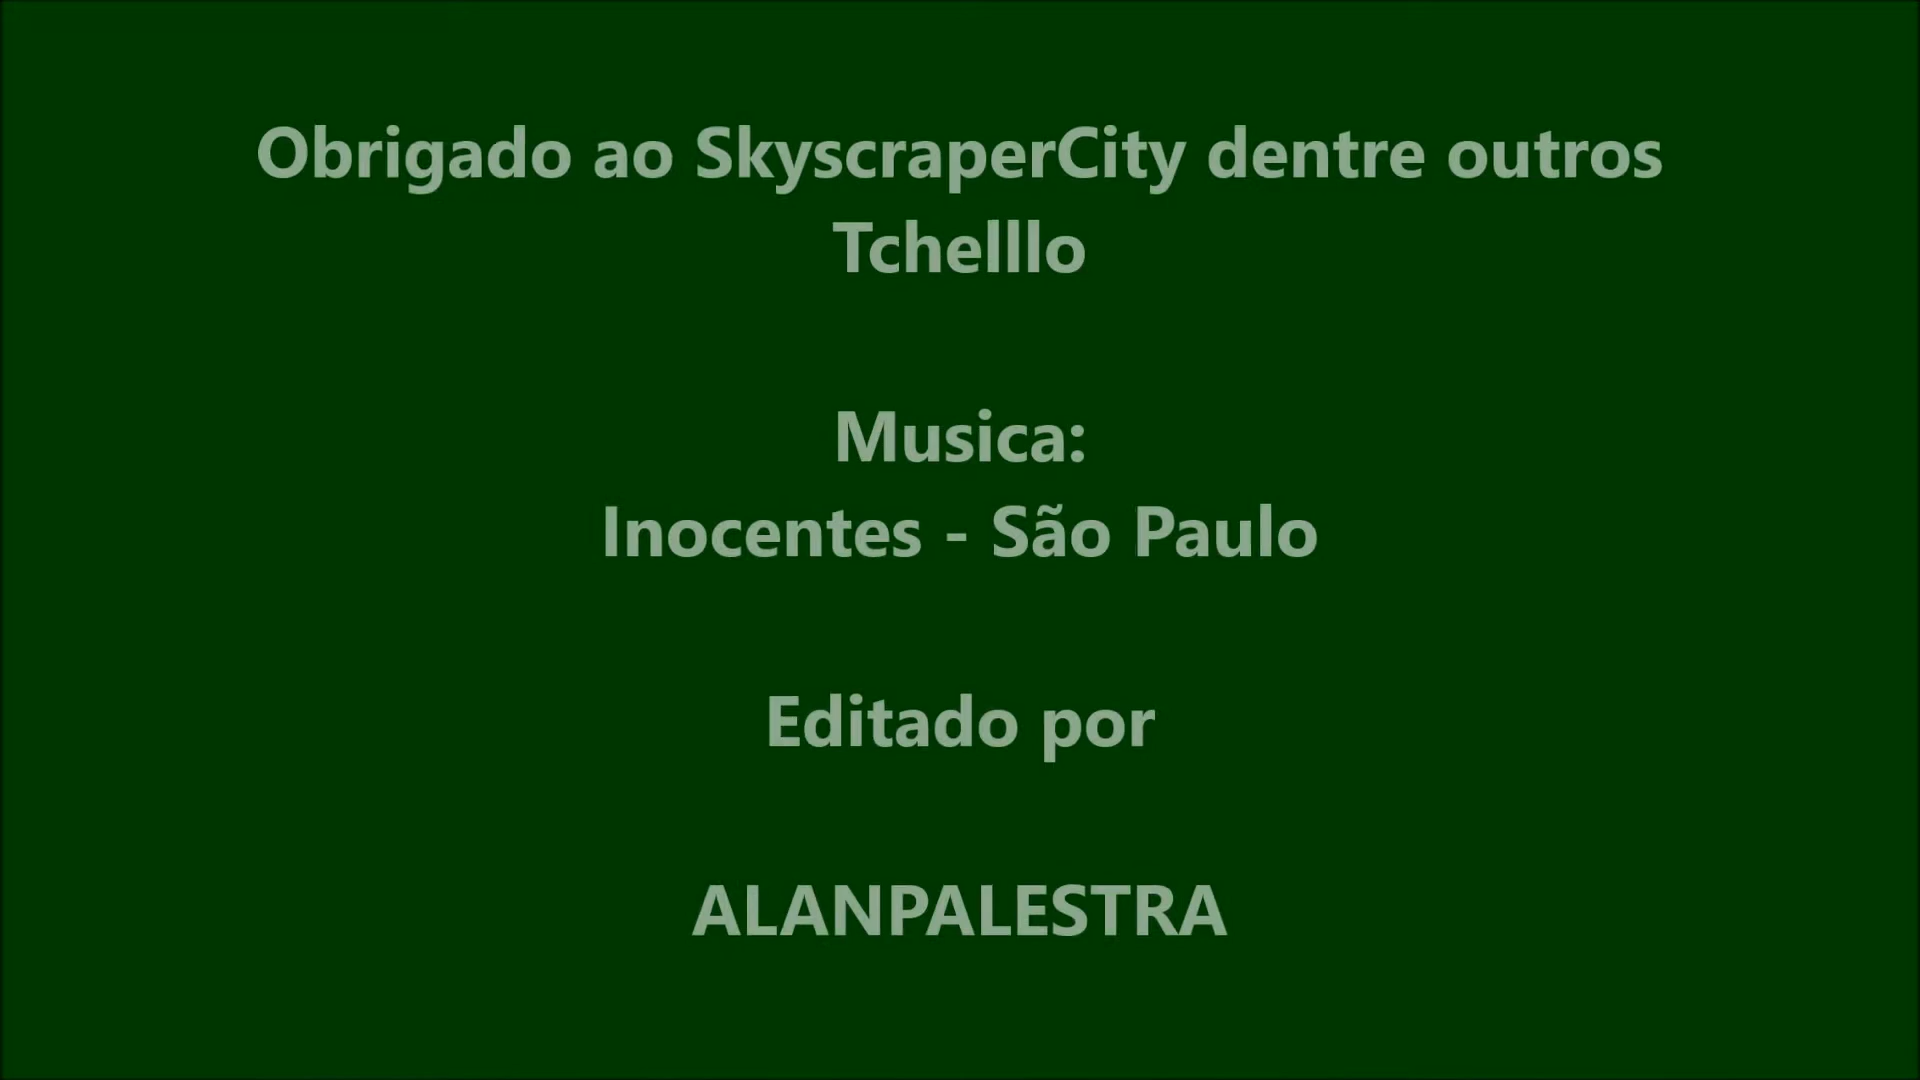 Obrigado ao SkyscraperCity dentre outros
Tchelllo
Musica:
Inocentes - São Paulo
Editado por
ALANPALESTRA